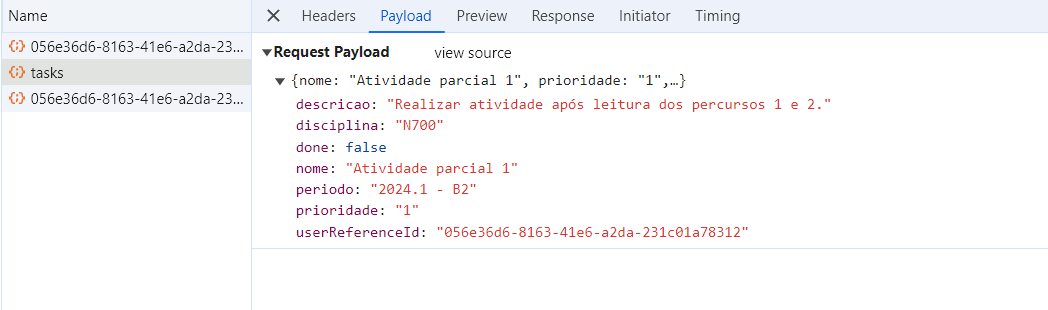 Name
Headers Payload Preview Response Initiator Timing
056e36d6-8163-41e6-a2da-23...
tasks
056e36d6-8163-41e6-a2da-23...
Request Payload view source
{nome: "Atividade parcial 1", prioridade: "1",…}
descricao: "Realizar atividade após leitura dos percursos 1 e 2."
disciplina: "N700"
done: false
nome: "Atividade parcial 1"
periodo: "2024.1 - B2"
prioridade: "1"
userReferenceId: "056e36d6-8163-41e6-a2da-231c01a78312"